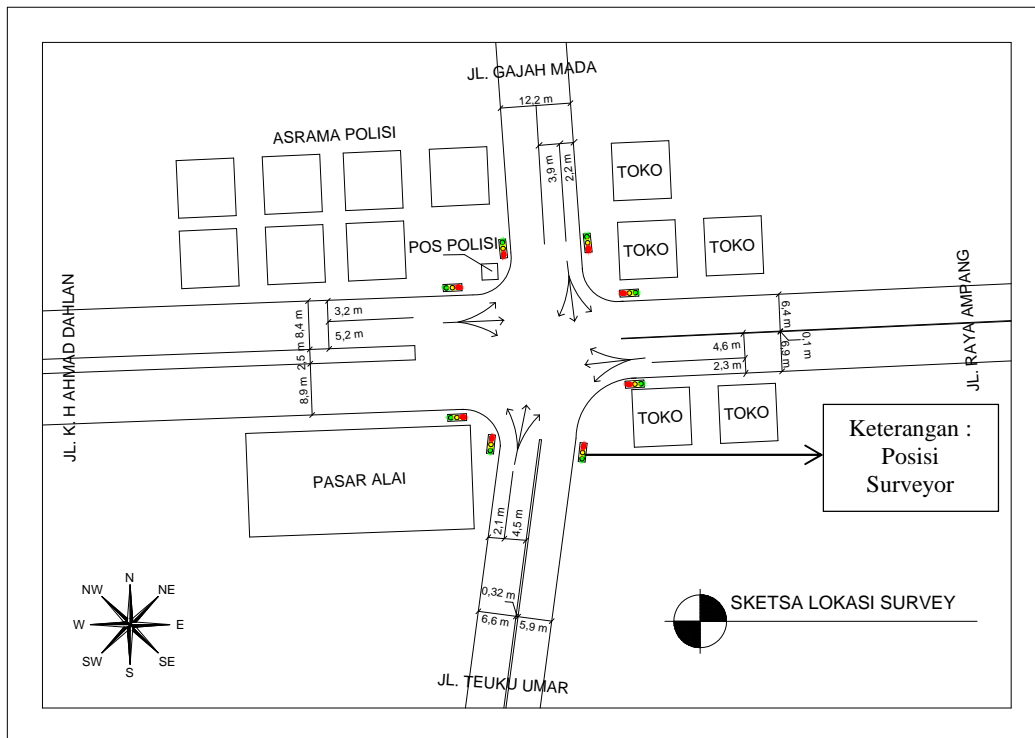 JL. GAJAH MADA
12,2 m
3,9 m
2,2 m
ASRAMA POLISI
TOKO
TOKO
TOKO
POS POLISI
JL. K. H AHMAD DAHLAN
3,2 m
5,2 m
8,4 m
2,5 m
8,9 m
6,4 m
0,1 m
6,9 m
4,6 m
2,3 m
JL. RAYA AMPANG
TOKO
TOKO
Keterangan :
Posisi
Surveyor
PASAR ALAI
2,1 m
4,5 m
0,32 m
6,6 m
5,9 m
JL. TEUKU UMAR
N
NW
NE
W
E
SW
SE
S
SKETSA LOKASI SURVEY